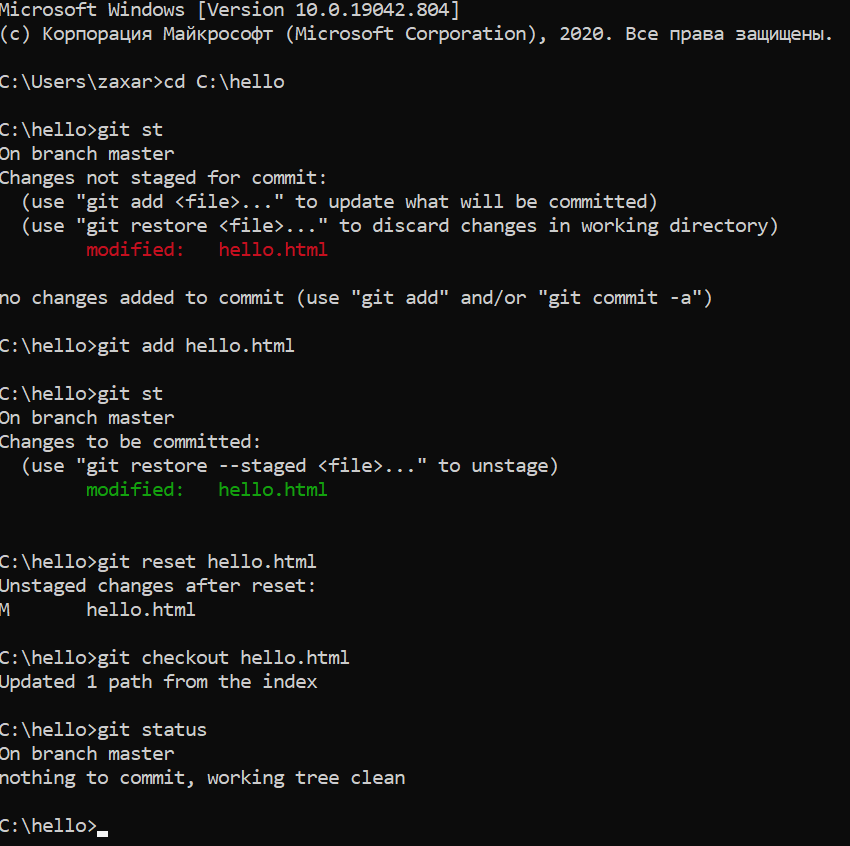 Microsoft Windows [Version 10.0.19042.804]
(c) Корпорация Майкрософт (Microsoft Corporation), 2020. Все права защищены.
C:\Users\zaxar>cd C:\hello
C:\hello>git st
On branch master
Changes not staged for commit:
  (use "git add <file>..." to update what will be committed)
  (use "git restore <file>..." to discard changes in working directory)
        modified:   hello.html
no changes added to commit (use "git add" and/or "git commit -a")
C:\hello>git add hello.html
C:\hello>git st
On branch master
Changes to be committed:
  (use "git restore --staged <file>..." to unstage)
        modified:   hello.html
C:\hello>git reset hello.html
Unstaged changes after reset:
M       hello.html
C:\hello>git checkout hello.html
Updated 1 path from the index
C:\hello>git status
On branch master
nothing to commit, working tree clean
C:\hello>